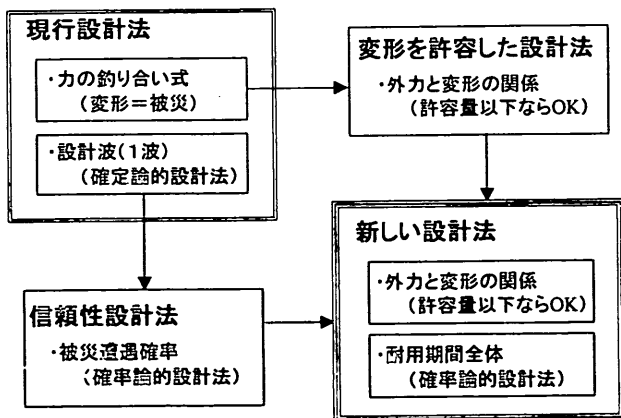 現行設計法
・力の釣り合い式
(変形=被災)
・設計波(1波)
(確定論的設計法)
変形を許容した設計法
・外力と変形の関係
(許容量以下ならOK)
信頼性設計法
・被災遭遇確率
(確率論的設計法)
新しい設計法
・外力と変形の関係
(許容量以下ならOK)
・耐用期間全体
(確率論的設計法)